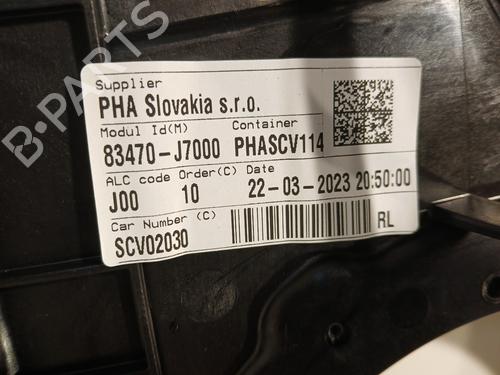 B-PARTS
Supplier
PHA Slovakia s.r.o.
Modul Id(M) Container
83470-J7000 PHASCV114
ALC code Order(C) Date
J00 10 22-03-2023 20:50:00
Car Number (C)
SCV02030 RL